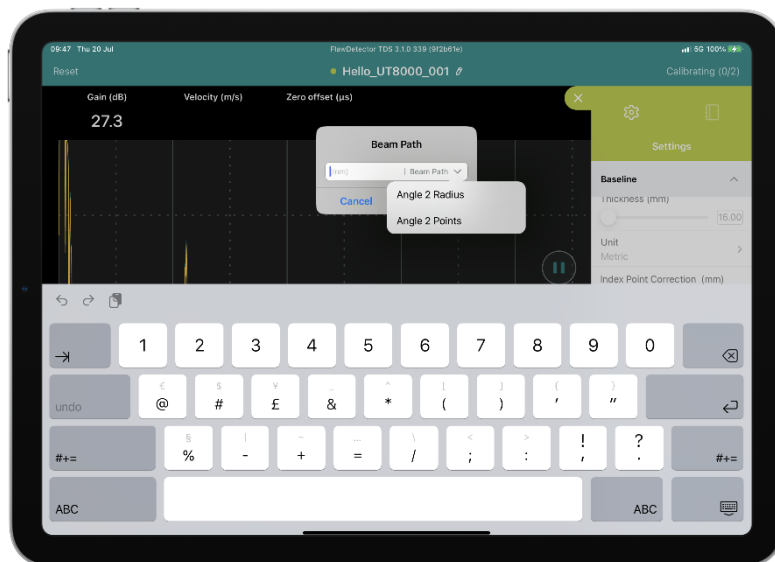 09:47 Thu 20 Jul
FlawDetector TDS 3.1.0 339 (9f2b61e)
5G 100%
Reset
Hello_UT8000_001
Calibrating (0/2)
Gain (dB)
Velocity (m/s)
Zero offset (µs)
27.3
Settings
Beam Path
(mm)
Beam Path
Cancel
Angle 2 Radius
Angle 2 Points
Baseline
Thickness (mm)
16.00
Unit
Metric
Index Point Correction (mm)
1 2 3 4 5 6 7 8 9 0
€ $ ¥ _ ^ [ ] { }
undo @ # £ & * ( ) ' "
§ | ~ … \ < >
#+= % - + = / ; : ! , ? . #+=
ABC ABC